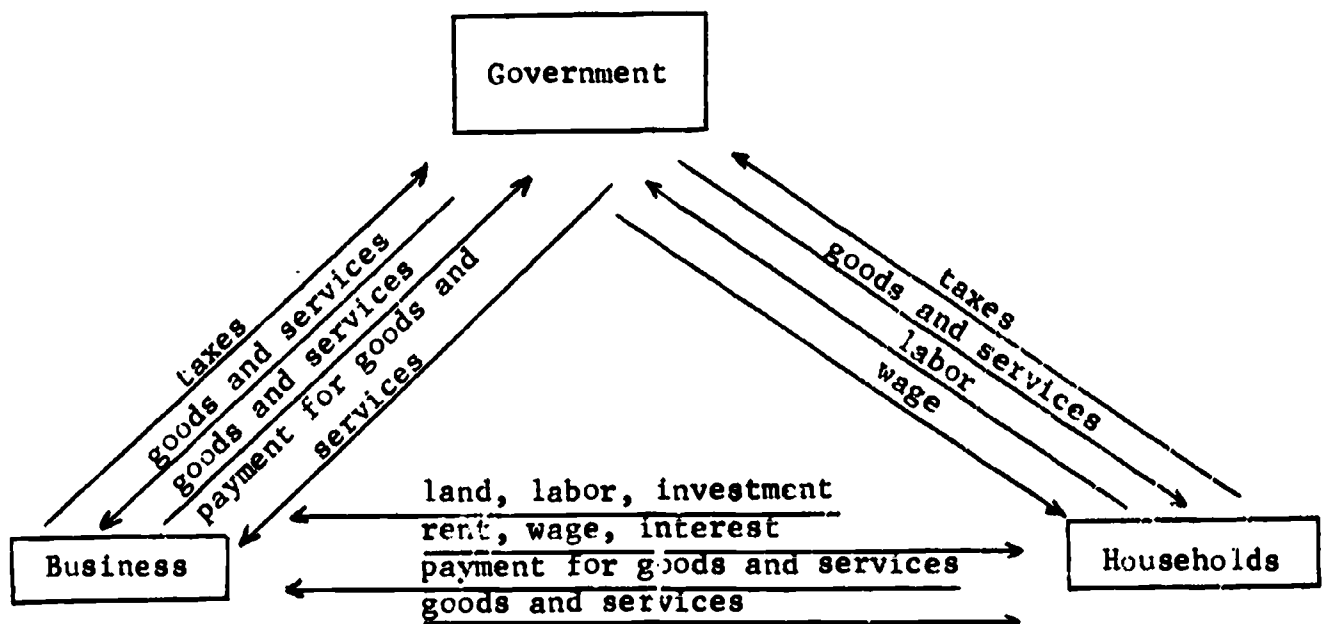 Government
taxes
goods and services
goods and services
payment for goods and
services
taxes
goods and services
labor
wage
land, labor, investment
rent, wage, interest
payment for goods and services
goods and services
Business
Households